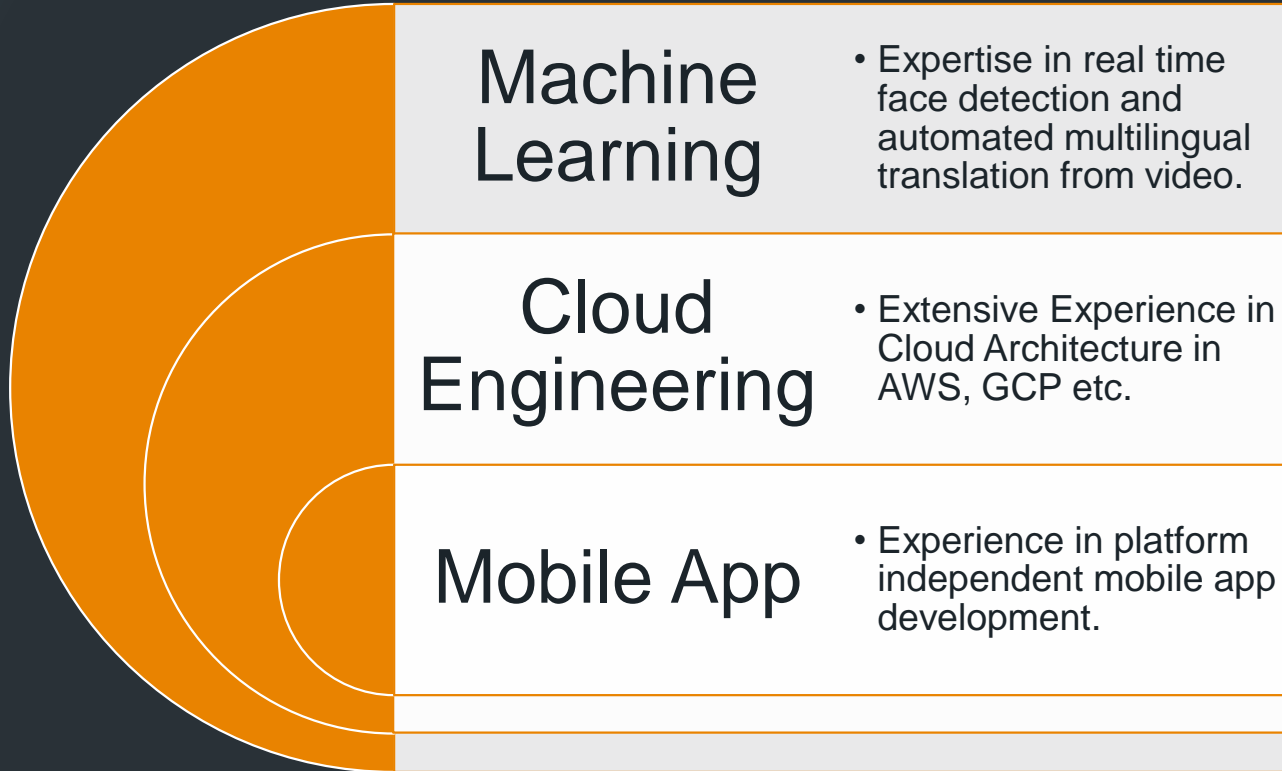 Machine
Learning
• Expertise in real time
face detection and
automated multilingual
translation from video.
Cloud
Engineering
• Extensive Experience in
Cloud Architecture in
AWS, GCP etc.
Mobile App
• Experience in platform
independent mobile app
development.